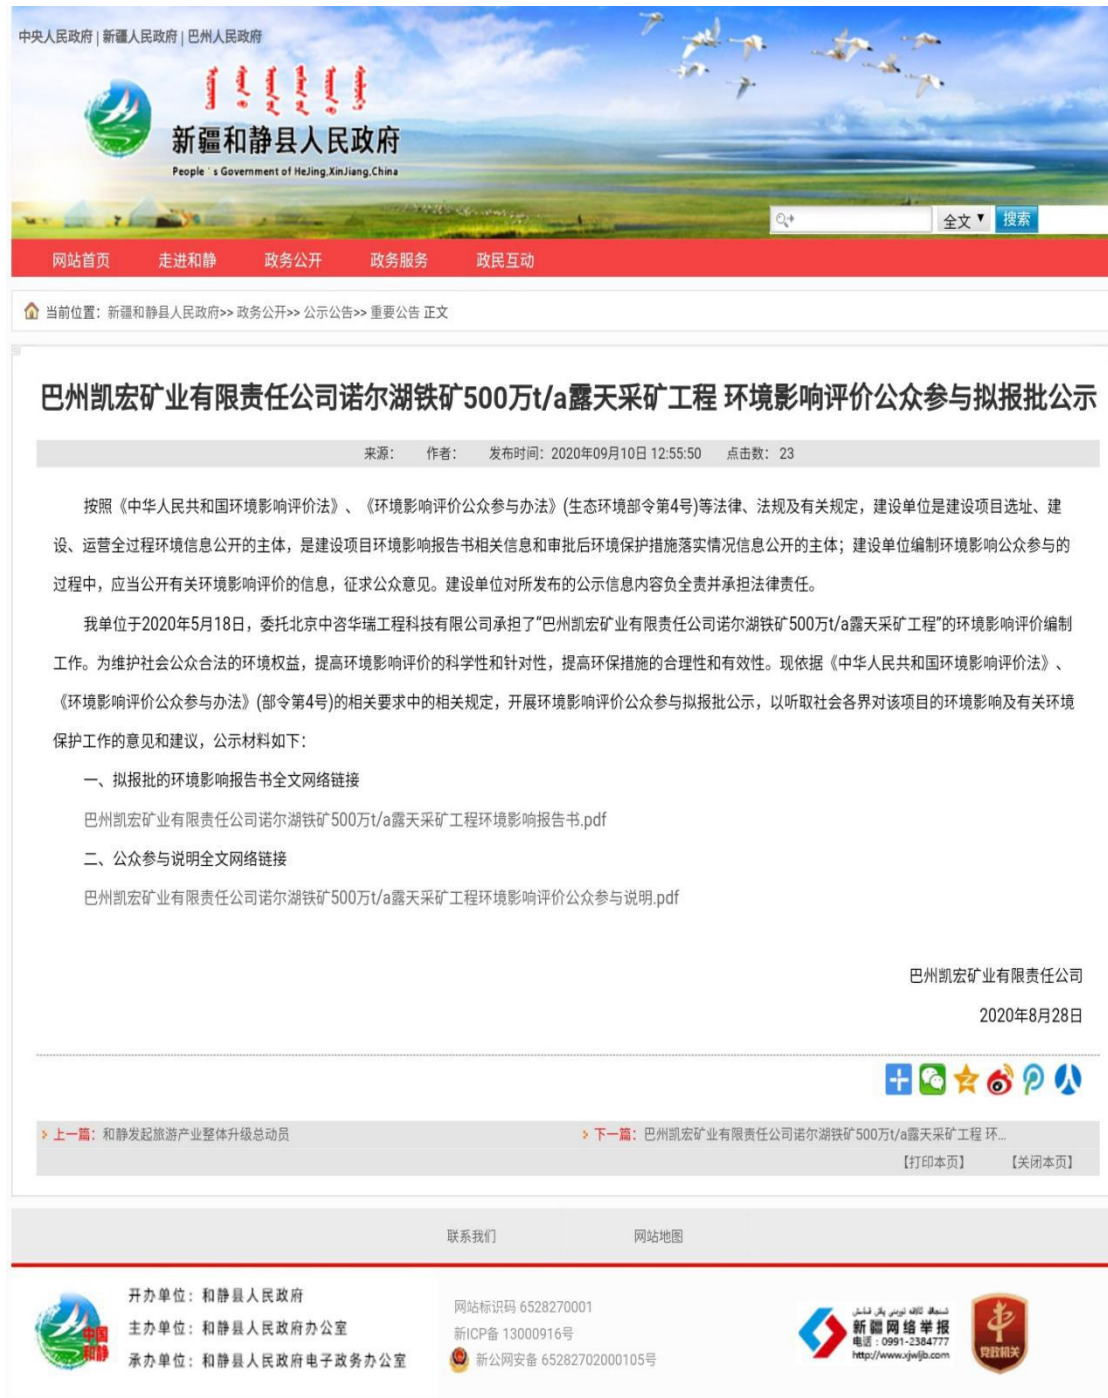 中央人民政府 | 新疆人民政府 | 巴州人民政府
新疆和静县人民政府
People`s Government of HeJing,XinJiang,China
全文 搜索
网站首页 走进和静 政务公开 政务服务 政民互动
当前位置：新疆和静县人民政府>> 政务公开>> 公示公告>> 重要公告 正文
巴州凯宏矿业有限责任公司诺尔湖铁矿500万t/a露天采矿工程 环境影响评价公众参与拟报批公示
来源： 作者： 发布时间：2020年09月10日 12:55:50 点击数： 23
按照《中华人民共和国环境影响评价法》、《环境影响评价公众参与办法》(生态环境部令第4号)等法律、法规及有关规定，建设单位是建设项目选址、建
设、运营全过程环境信息公开的主体，是建设项目环境影响报告书相关信息和审批后环境保护措施落实情况信息公开的主体；建设单位编制环境影响公众参与的
过程中，应当公开有关环境影响评价的信息，征求公众意见。建设单位对所发布的公示信息内容负全责并承担法律责任。
我单位于2020年5月18日，委托北京中咨华瑞工程科技有限公司承担了“巴州凯宏矿业有限责任公司诺尔湖铁矿500万t/a露天采矿工程”的环境影响评价编制
工作。为维护社会公众合法的环境权益，提高环境影响评价的科学性和针对性，提高环保措施的合理性和有效性。现依据《中华人民共和国环境影响评价法》、
《环境影响评价公众参与办法》(部令第4号)的相关要求中的相关规定，开展环境影响评价公众参与拟报批公示，以听取社会各界对该项目的环境影响及有关环境
保护工作的意见和建议，公示材料如下：
一、拟报批的环境影响报告书全文网络链接
巴州凯宏矿业有限责任公司诺尔湖铁矿500万t/a露天采矿工程环境影响报告书.pdf
二、公众参与说明全文网络链接
巴州凯宏矿业有限责任公司诺尔湖铁矿500万t/a露天采矿工程环境影响评价公众参与说明.pdf
巴州凯宏矿业有限责任公司
2020年8月28日
上一篇：和静发起旅游产业整体升级总动员 下一篇：巴州凯宏矿业有限责任公司诺尔湖铁矿500万t/a露天采矿工程 环...
【打印本页】 【关闭本页】
联系我们 网站地图
中国
和静
开办单位：和静县人民政府
主办单位：和静县人民政府办公室
承办单位：和静县人民政府电子政务办公室
网站标识码 6528270001
新ICP备 13000916号
新公网安备 65282702000105号
新疆网络举报
电话：0991-2384777
http://www.xjwljb.com
党政机关